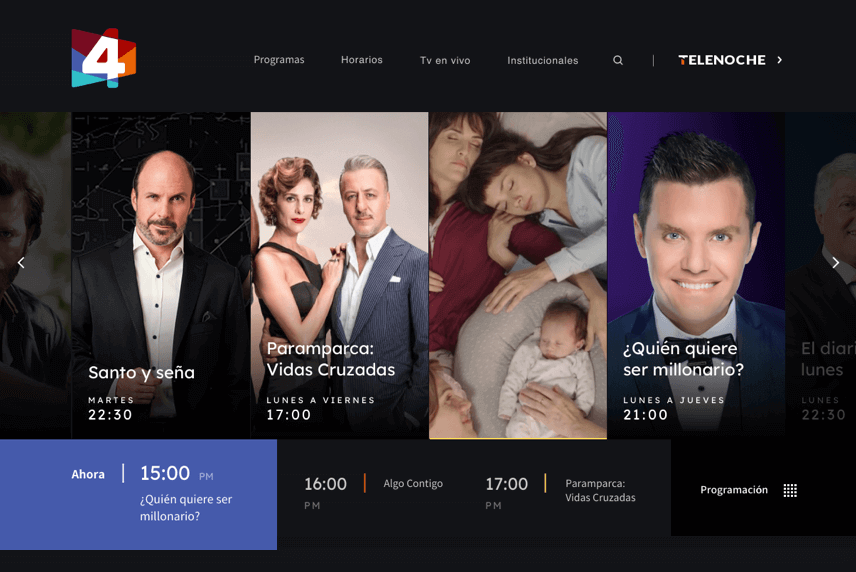 4
Programas
Horarios
Tv en vivo
Institucionales
TELENOCHE
Santo y seña
MARTES
22:30
Paramparca:
Vidas Cruzadas
LUNES A VIERNES
17:00
¿Quién quiere
ser millonario?
LUNES A JUEVES
21:00
El diari
lunes
LUNES
22:30
Ahora
15:00 PM
¿Quién quiere ser
millonario?
16:00
PM
Algo Contigo
17:00
PM
Paramparca:
Vidas Cruzadas
Programación